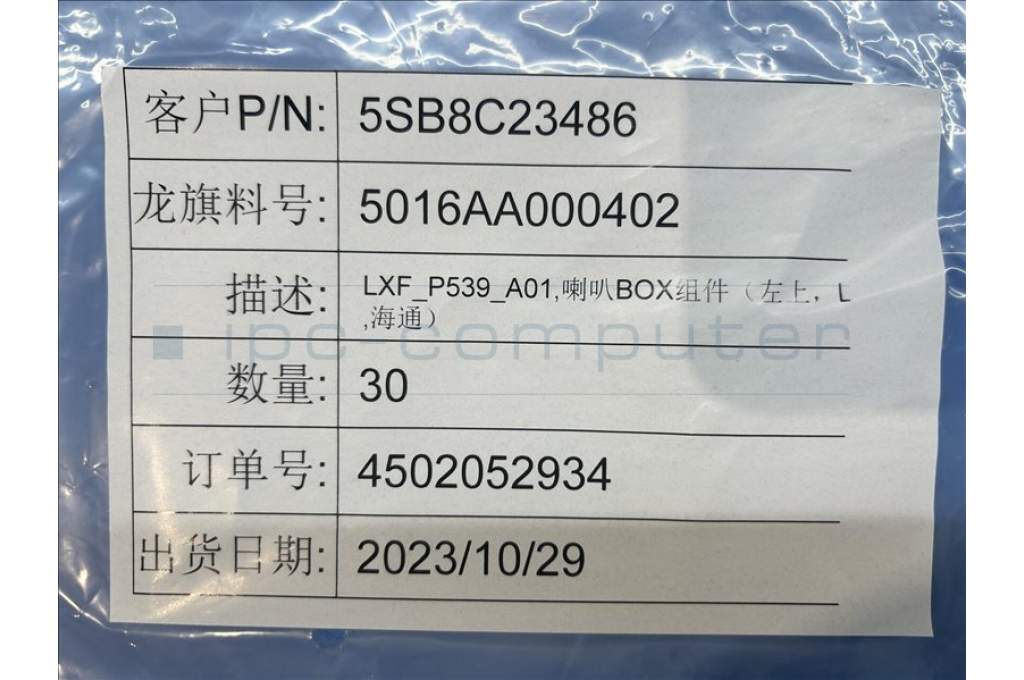 客户P/N: 5SB8C23486
龙旗料号: 5016AA000402
描述: LXF_P539_A01,喇叭BOX组件（左上，L
,海通）
ipc-computer
数量: 30
订单号: 4502052934
出货日期: 2023/10/29